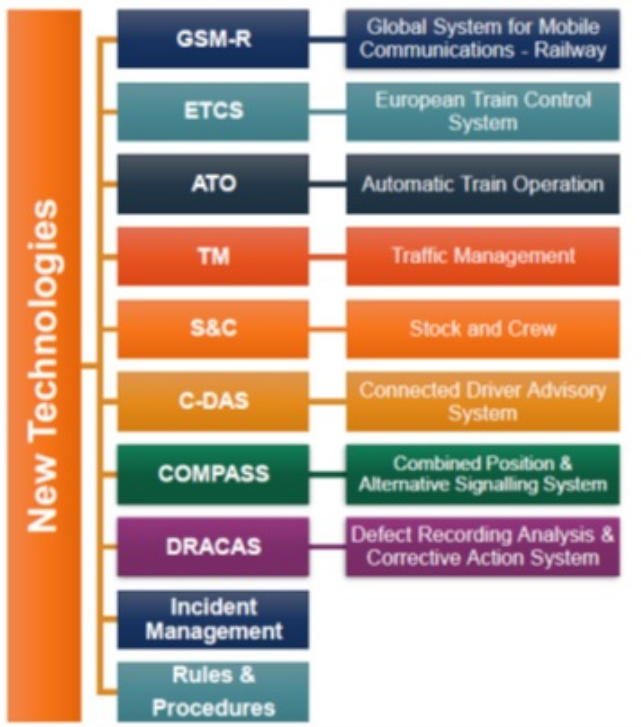 New Technologies
GSM-R
Global System for Mobile
Communications - Railway
ETCS
European Train Control
System
ATO
Automatic Train Operation
TM
Traffic Management
S&C
Stock and Crew
C-DAS
Connected Driver Advisory
System
COMPASS
Combined Position &
Alternative Signalling System
DRACAS
Defect Recording Analysis &
Corrective Action System
Incident
Management
Rules &
Procedures